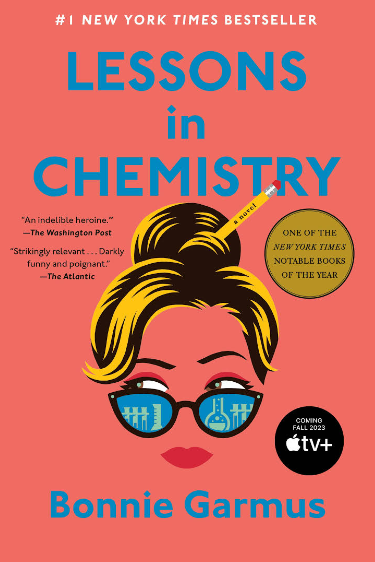 #1 NEW YORK TIMES BESTSELLER
LESSONS
in
CHEMISTRY
a novel
"An indelible heroine."
—The Washington Post
"Strikingly relevant . . . Darkly
funny and poignant."
—The Atlantic
ONE OF THE
NEW YORK TIMES
NOTABLE BOOKS
OF THE YEAR
COMING
FALL 2023
tv+
Bonnie Garmus